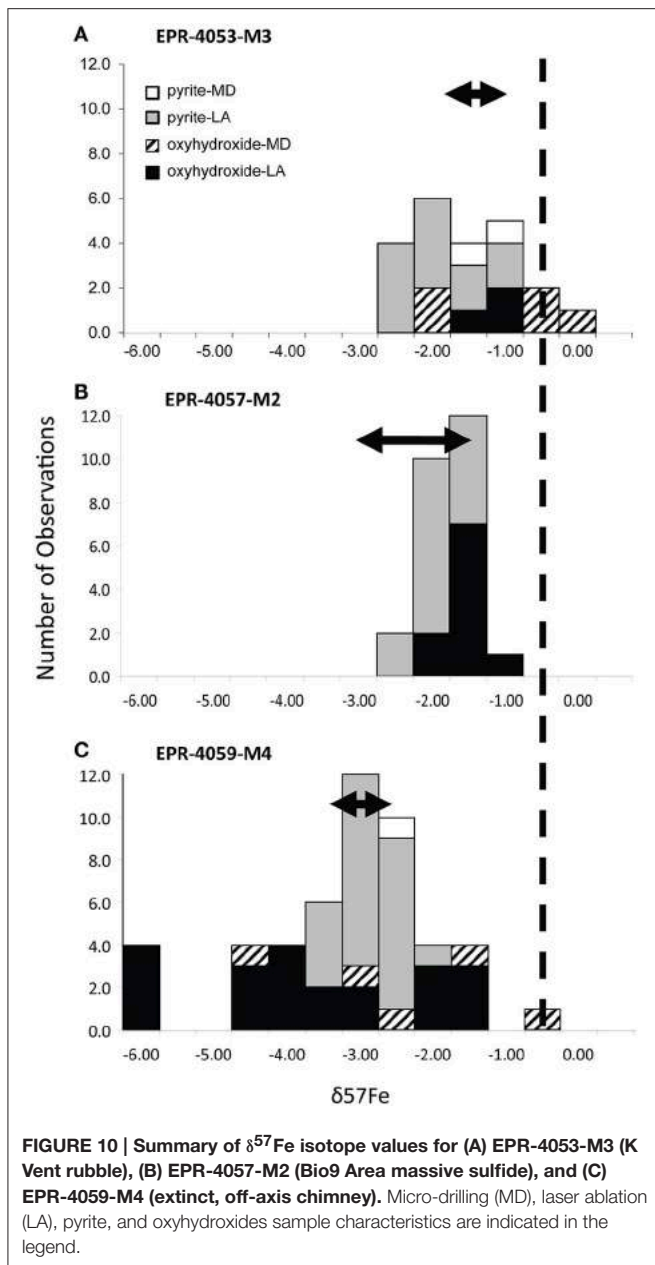 A EPR-4053-M3
12.0
10.0
8.0
6.0
4.0
2.0
0.0
pyrite-MD
pyrite-LA
oxyhydroxide-MD
oxyhydroxide-LA
-6.00 -5.00 -4.00 -3.00 -2.00 -1.00 0.00
B EPR-4057-M2
12.0
10.0
8.0
6.0
4.0
2.0
0.0
-6.00 -5.00 -4.00 -3.00 -2.00 -1.00 0.00
Number of Observations
C EPR-4059-M4
12.0
10.0
8.0
6.0
4.0
2.0
0.0
-6.00 -5.00 -4.00 -3.00 -2.00 -1.00 0.00
δ57Fe
FIGURE 10 | Summary of δ⁵⁷Fe isotope values for (A) EPR-4053-M3 (K
Vent rubble), (B) EPR-4057-M2 (Bio9 Area massive sulfide), and (C)
EPR-4059-M4 (extinct, off-axis chimney). Micro-drilling (MD), laser ablation
(LA), pyrite, and oxyhydroxides sample characteristics are indicated in the
legend.